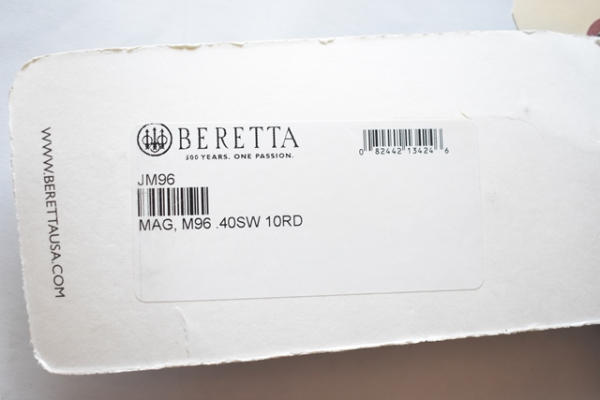 BERETTA
500 YEARS. ONE PASSION.
0 82442 13424 6
JM96
MAG, M96 .40SW 10RD
WWW.BERETTAUSA.COM